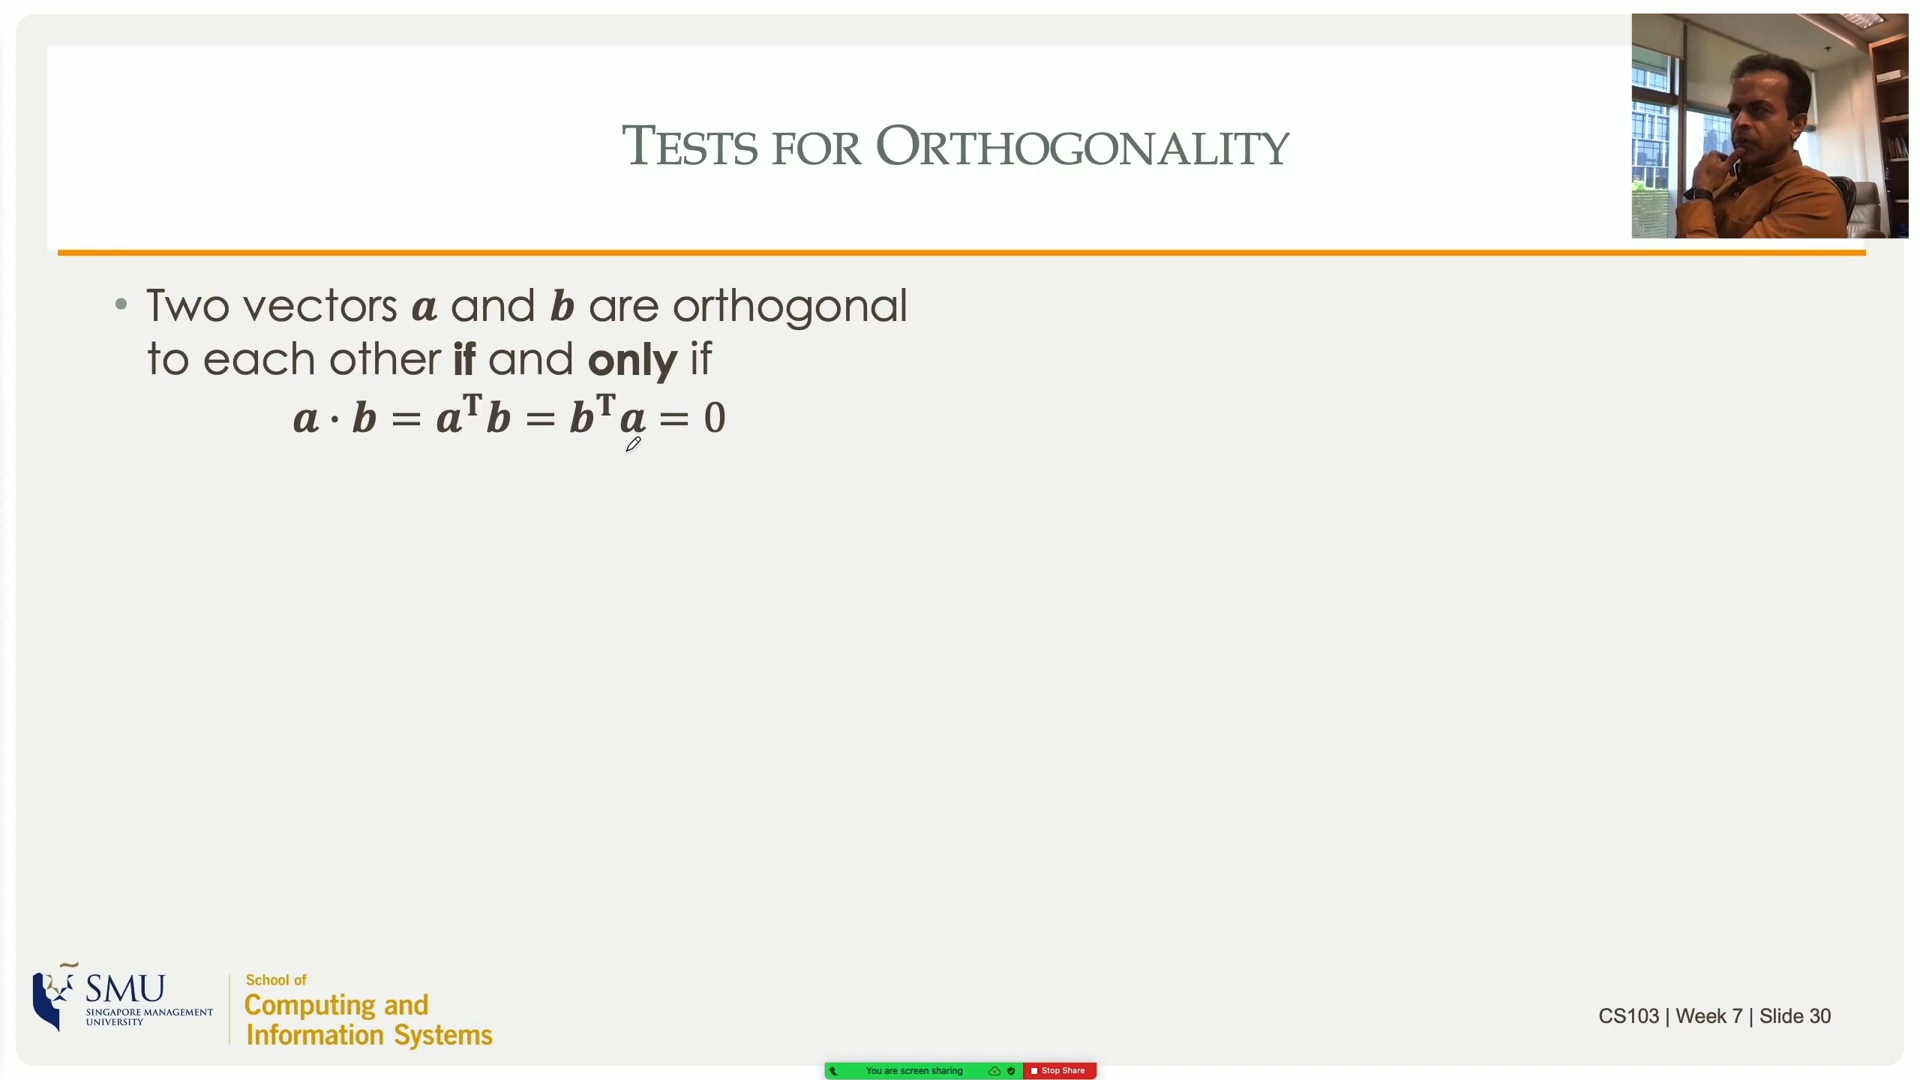 TESTS FOR ORTHOGONALITY
• Two vectors a and b are orthogonal
to each other if and only if
a · b = aᵀb = bᵀa = 0
SMU
SINGAPORE MANAGEMENT
UNIVERSITY
School of
Computing and
Information Systems
CS103 | Week 7 | Slide 30
You are screen sharing
Stop Share